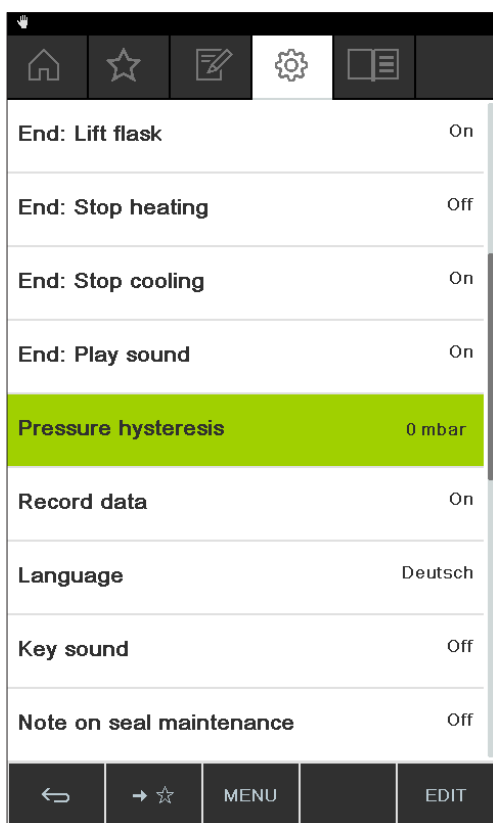 End: Lift flask On
End: Stop heating Off
End: Stop cooling On
End: Play sound On
Pressure hysteresis 0 mbar
Record data On
Language Deutsch
Key sound Off
Note on seal maintenance Off
MENU EDIT